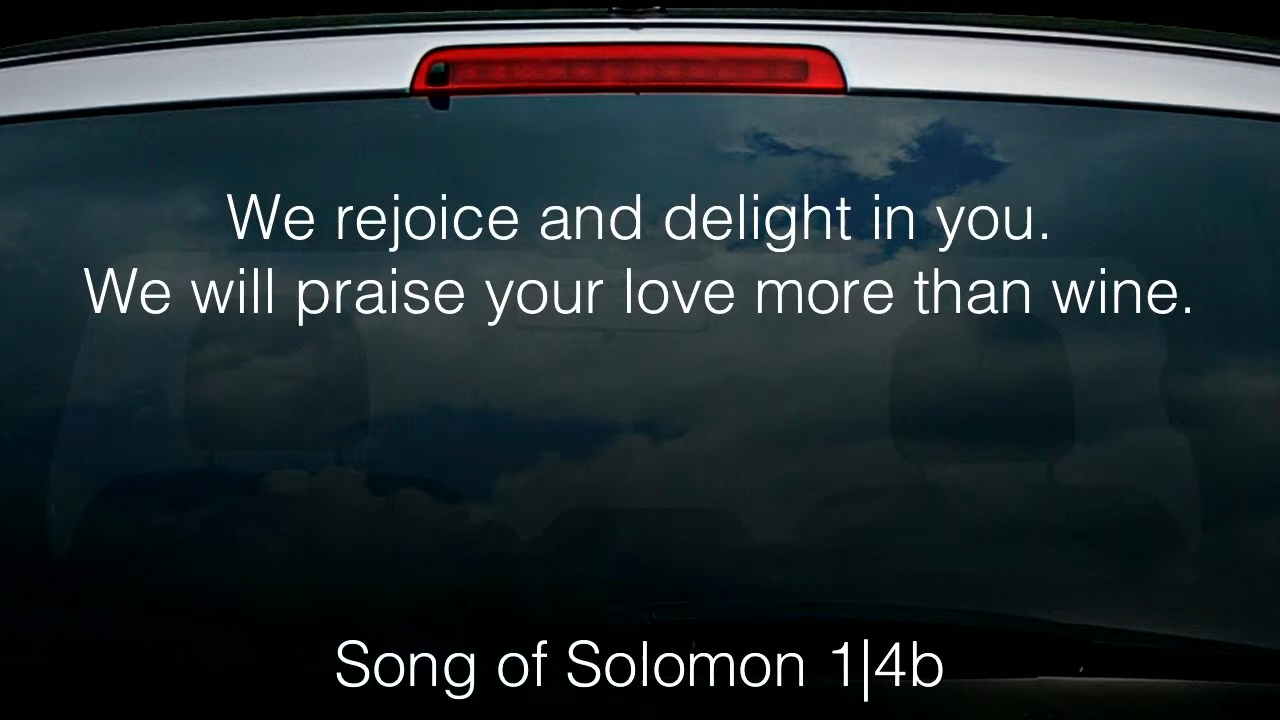 We rejoice and delight in you.
We will praise your love more than wine.
Song of Solomon 1|4b